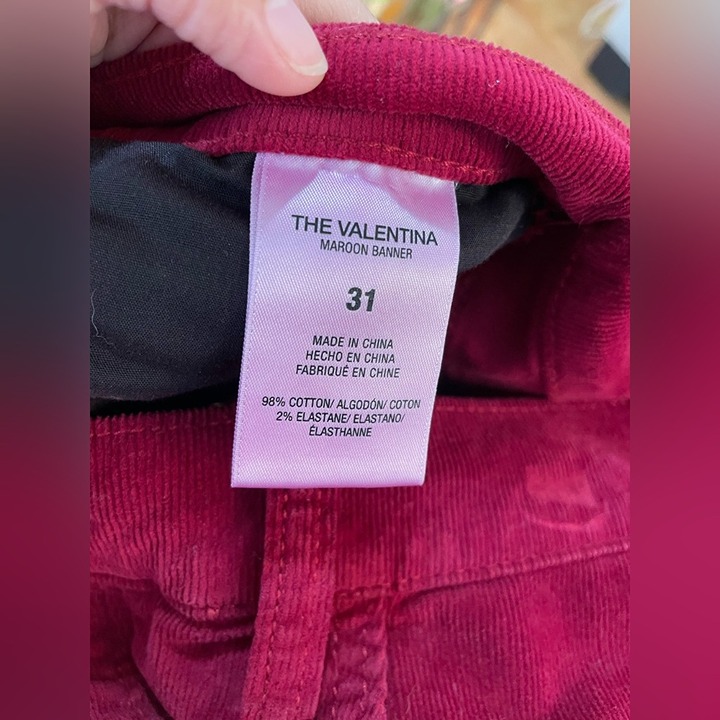 THE VALENTINA
MAROON BANNER
31
MADE IN CHINA
HECHO EN CHINA
FABRIQUÉ EN CHINE
98% COTTON/ ALGODÓN/ COTON
2% ELASTANE/ ELASTANO/
ÉLASTHANNE